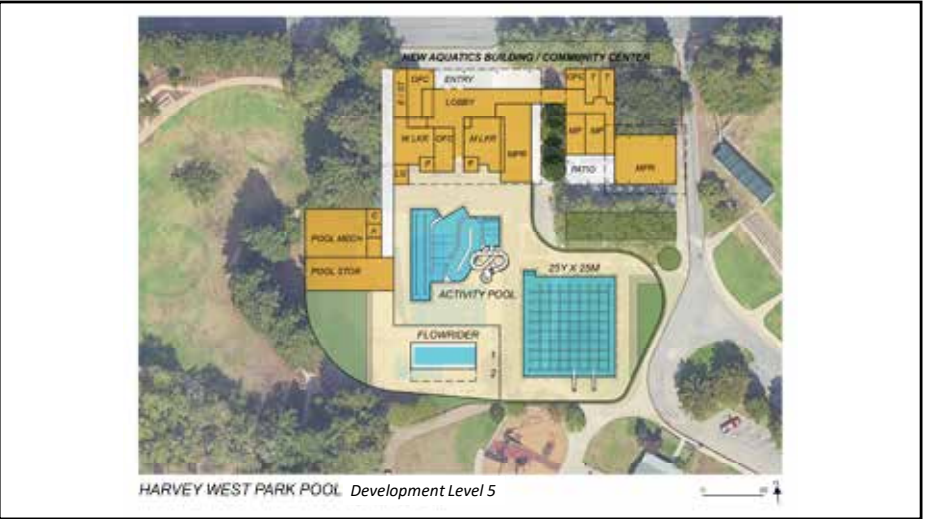 NEW AQUATICS BUILDING / COMMUNITY CENTER
OFC
ENTRY
OFC
LOBBY
LKR
OFC
LKR
MPR
MP
MP
PATIO
MPR
P
P
POOL MECH
C
POOL STOR
ACTIVITY POOL
25Y X 25M
FLOWRIDER
1
2
HARVEY WEST PARK POOL Development Level 5
0